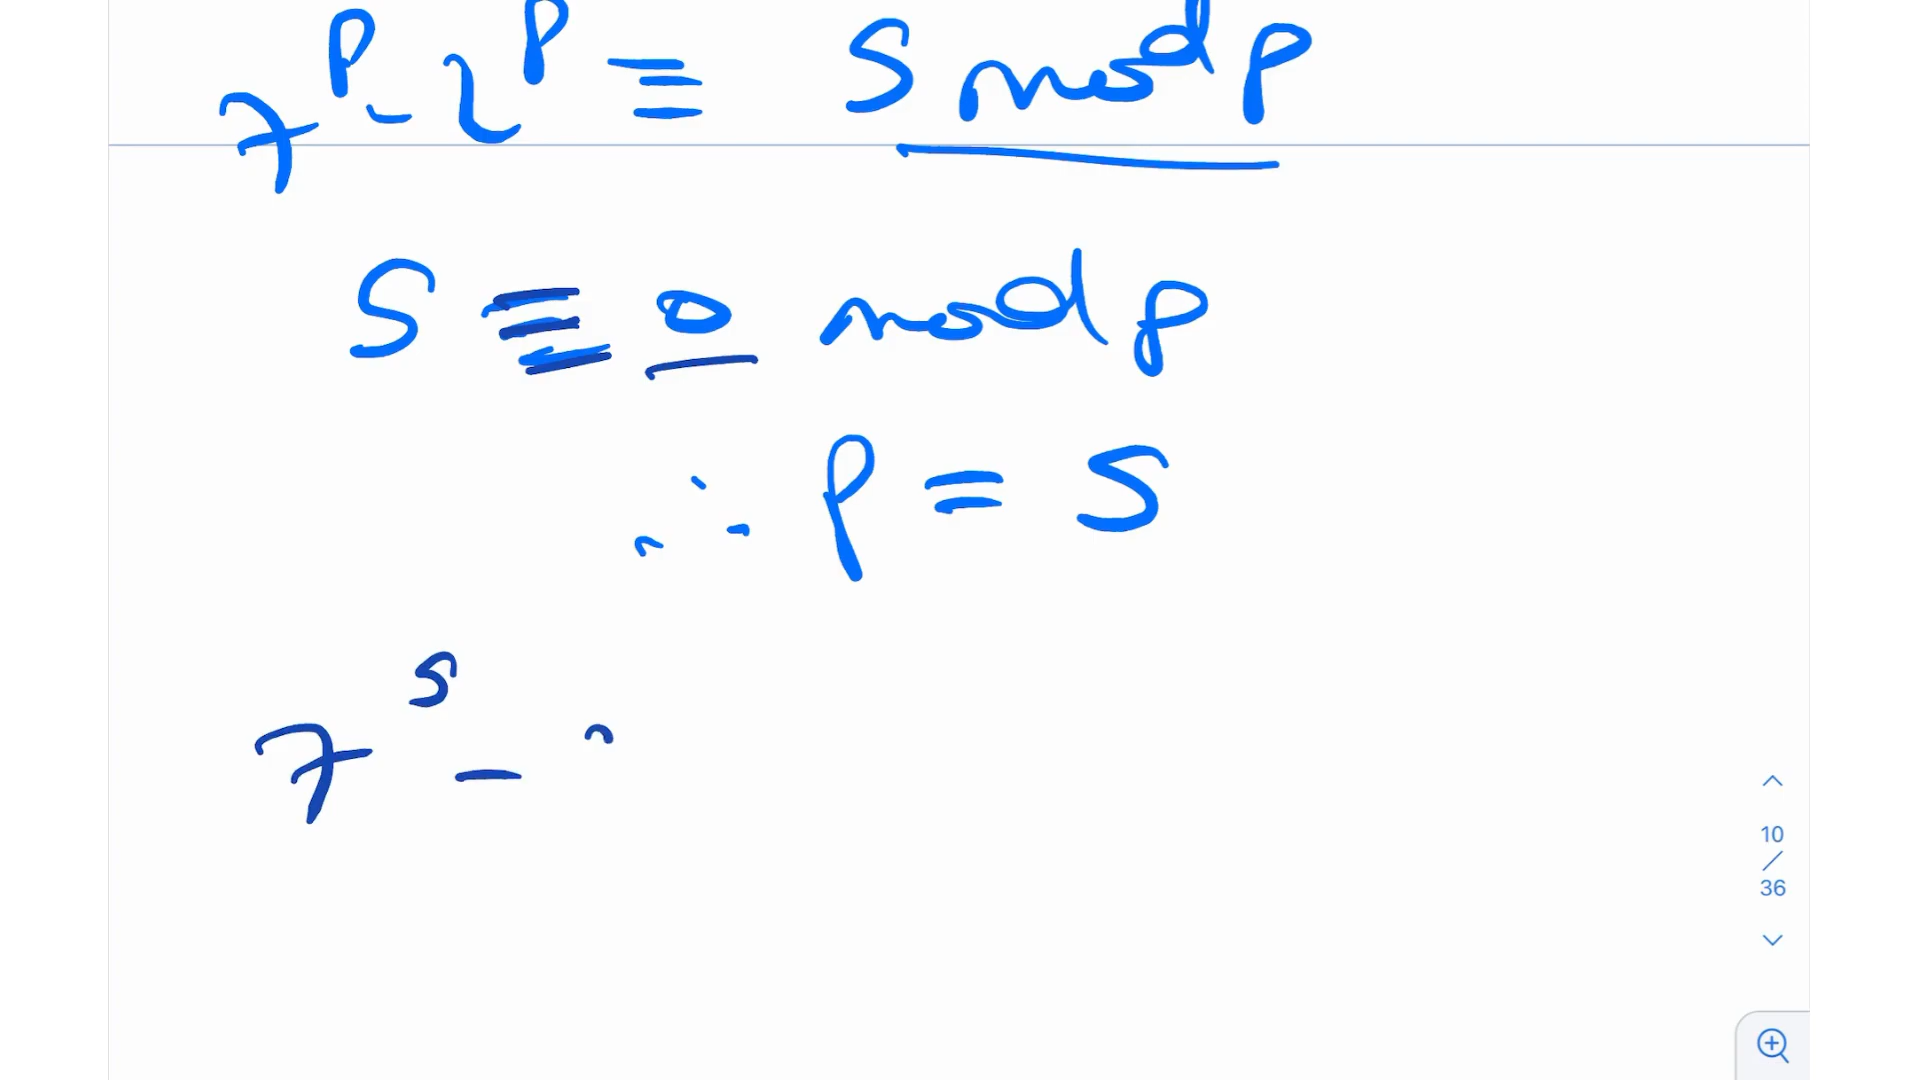 7^p - 2^p ≡ 5 mod p
5 ≡ 0 mod p
∴ p = 5
7^5 -
10
/
36